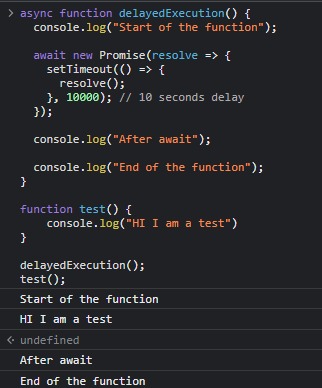 > async function delayedExecution() {
  console.log("Start of the function");

  await new Promise(resolve => {
    setTimeout(() => {
      resolve();
    }, 10000); // 10 seconds delay
  });

  console.log("After await");

  console.log("End of the function");
}

function test() {
    console.log("HI I am a test")
}

delayedExecution();
test();
Start of the function
HI I am a test
<· undefined
After await
End of the function